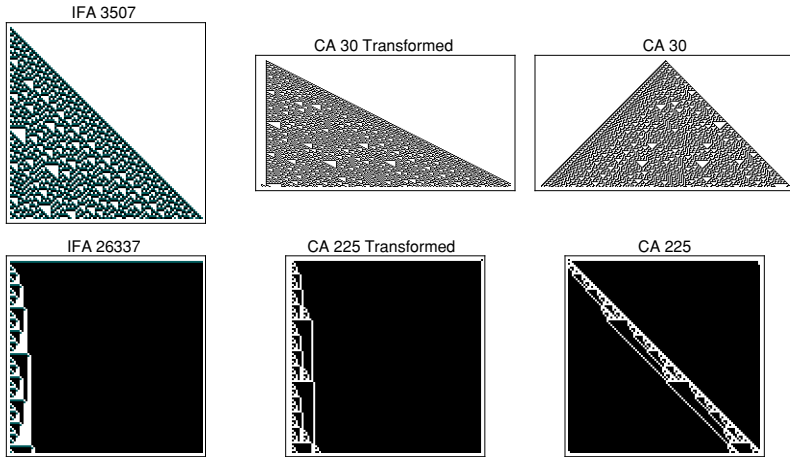 IFA 3507
CA 30 Transformed
CA 30
IFA 26337
CA 225 Transformed
CA 225